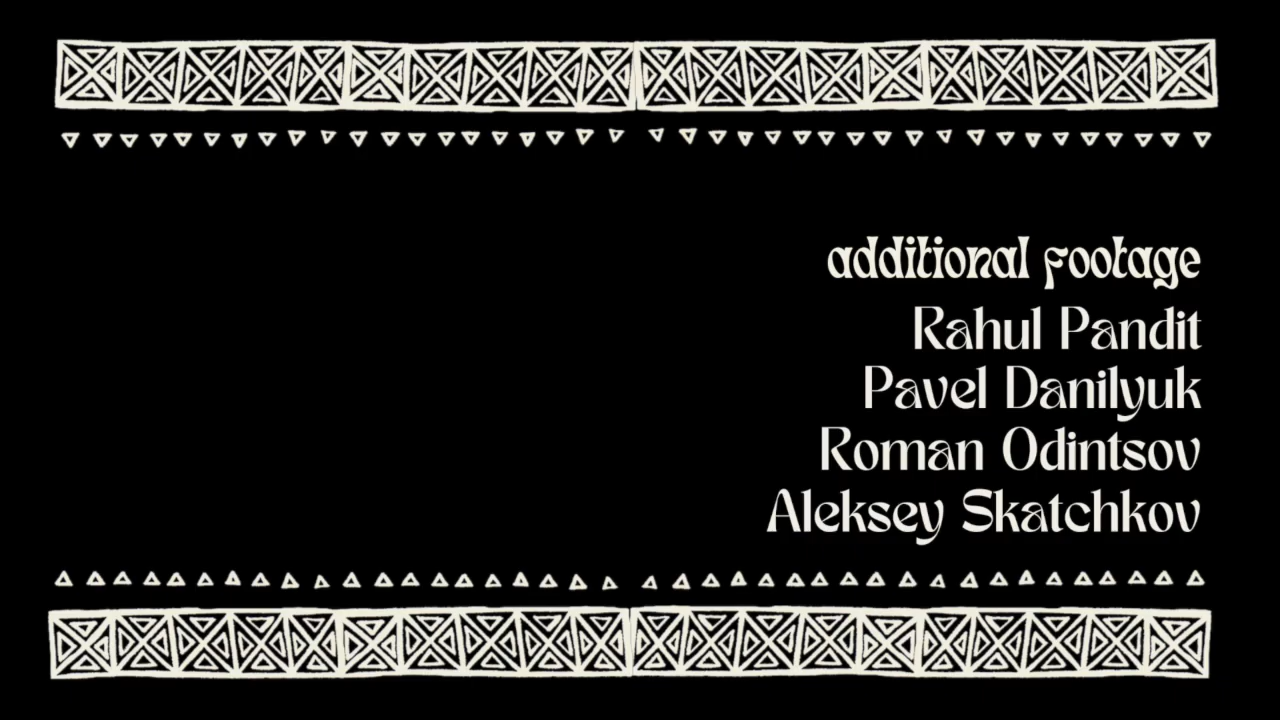 additional footage
Rahul Pandit
Pavel Danilyuk
Roman Odintsov
Aleksey Skatchkov